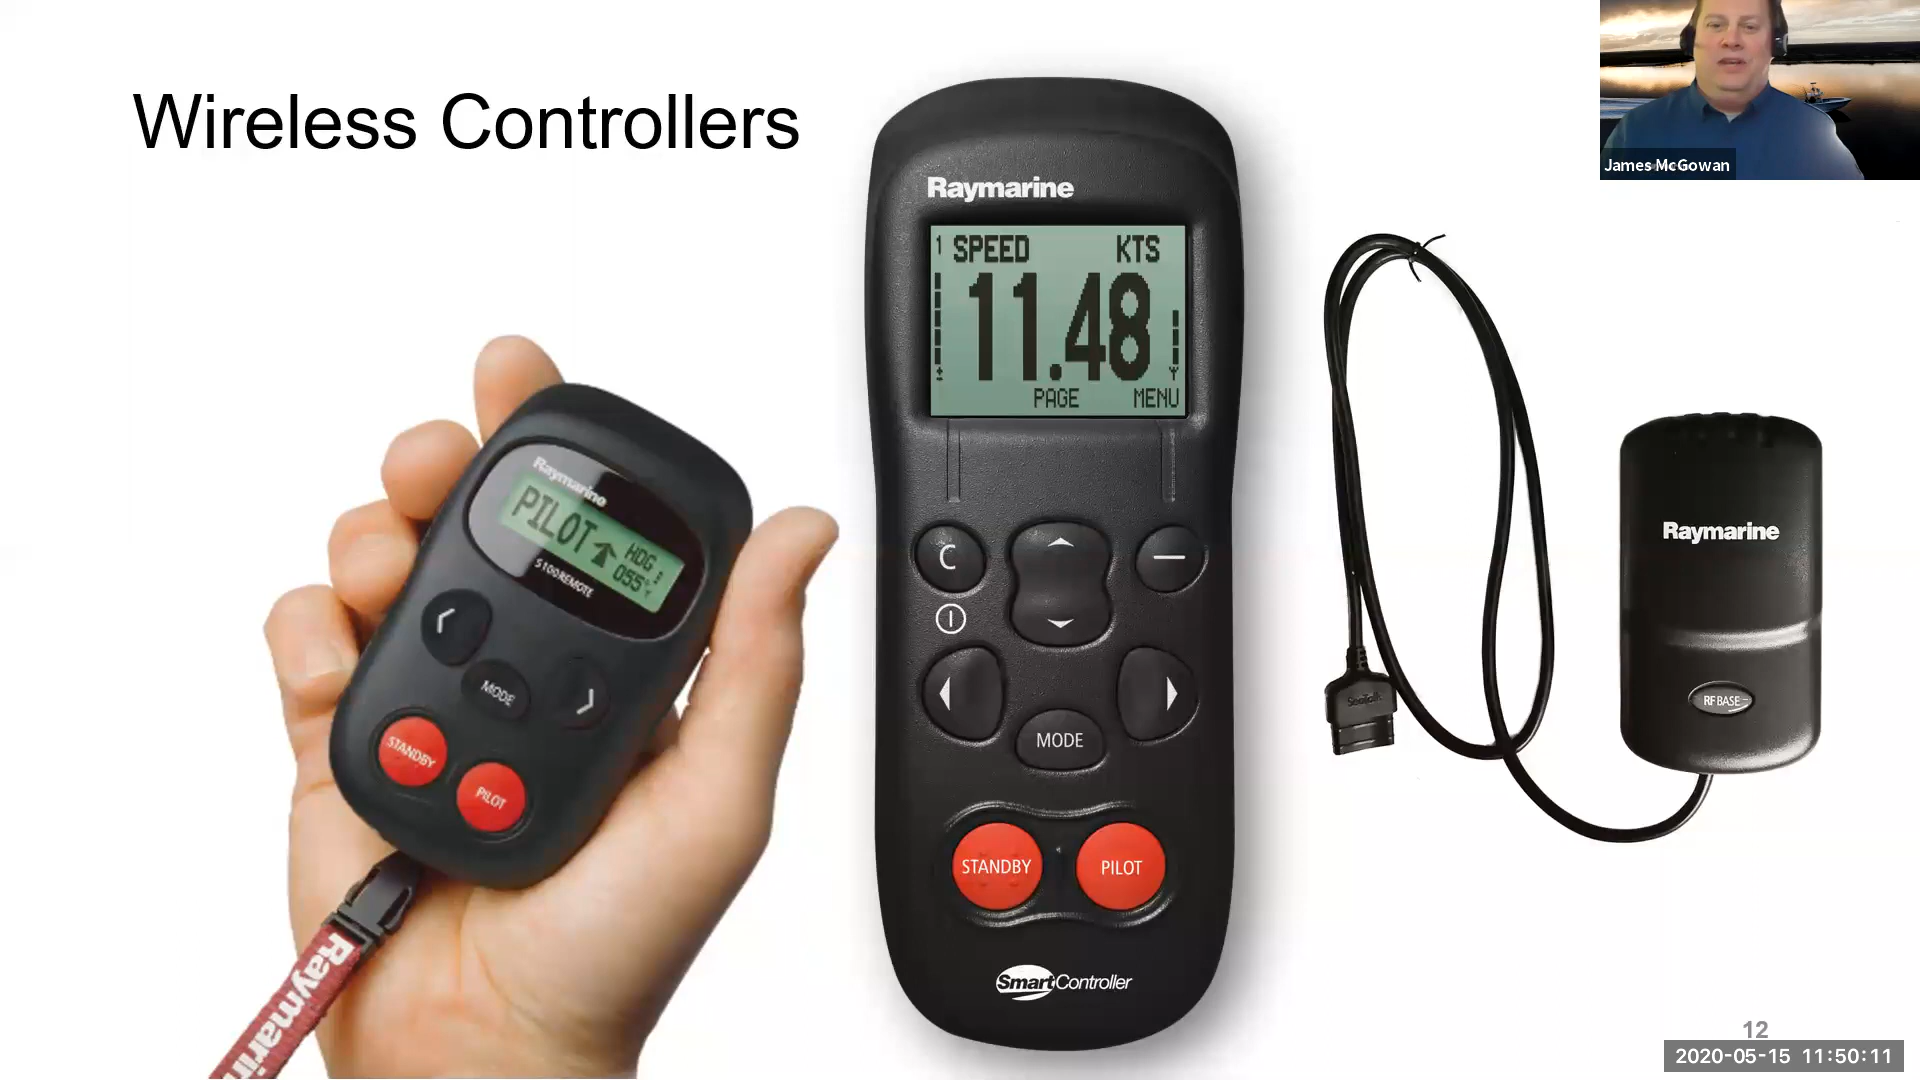 Wireless Controllers
James McGowan
Raymarine
PILOT
HDG
055°
S100 REMOTE
MODE
STANDBY
PILOT
Raymarine
Raymarine
1 SPEED KTS
11.48
PAGE MENU
C
MODE
STANDBY PILOT
SmartController
SeaTalk
Raymarine
RF BASE
12
2020-05-15 11:50:11